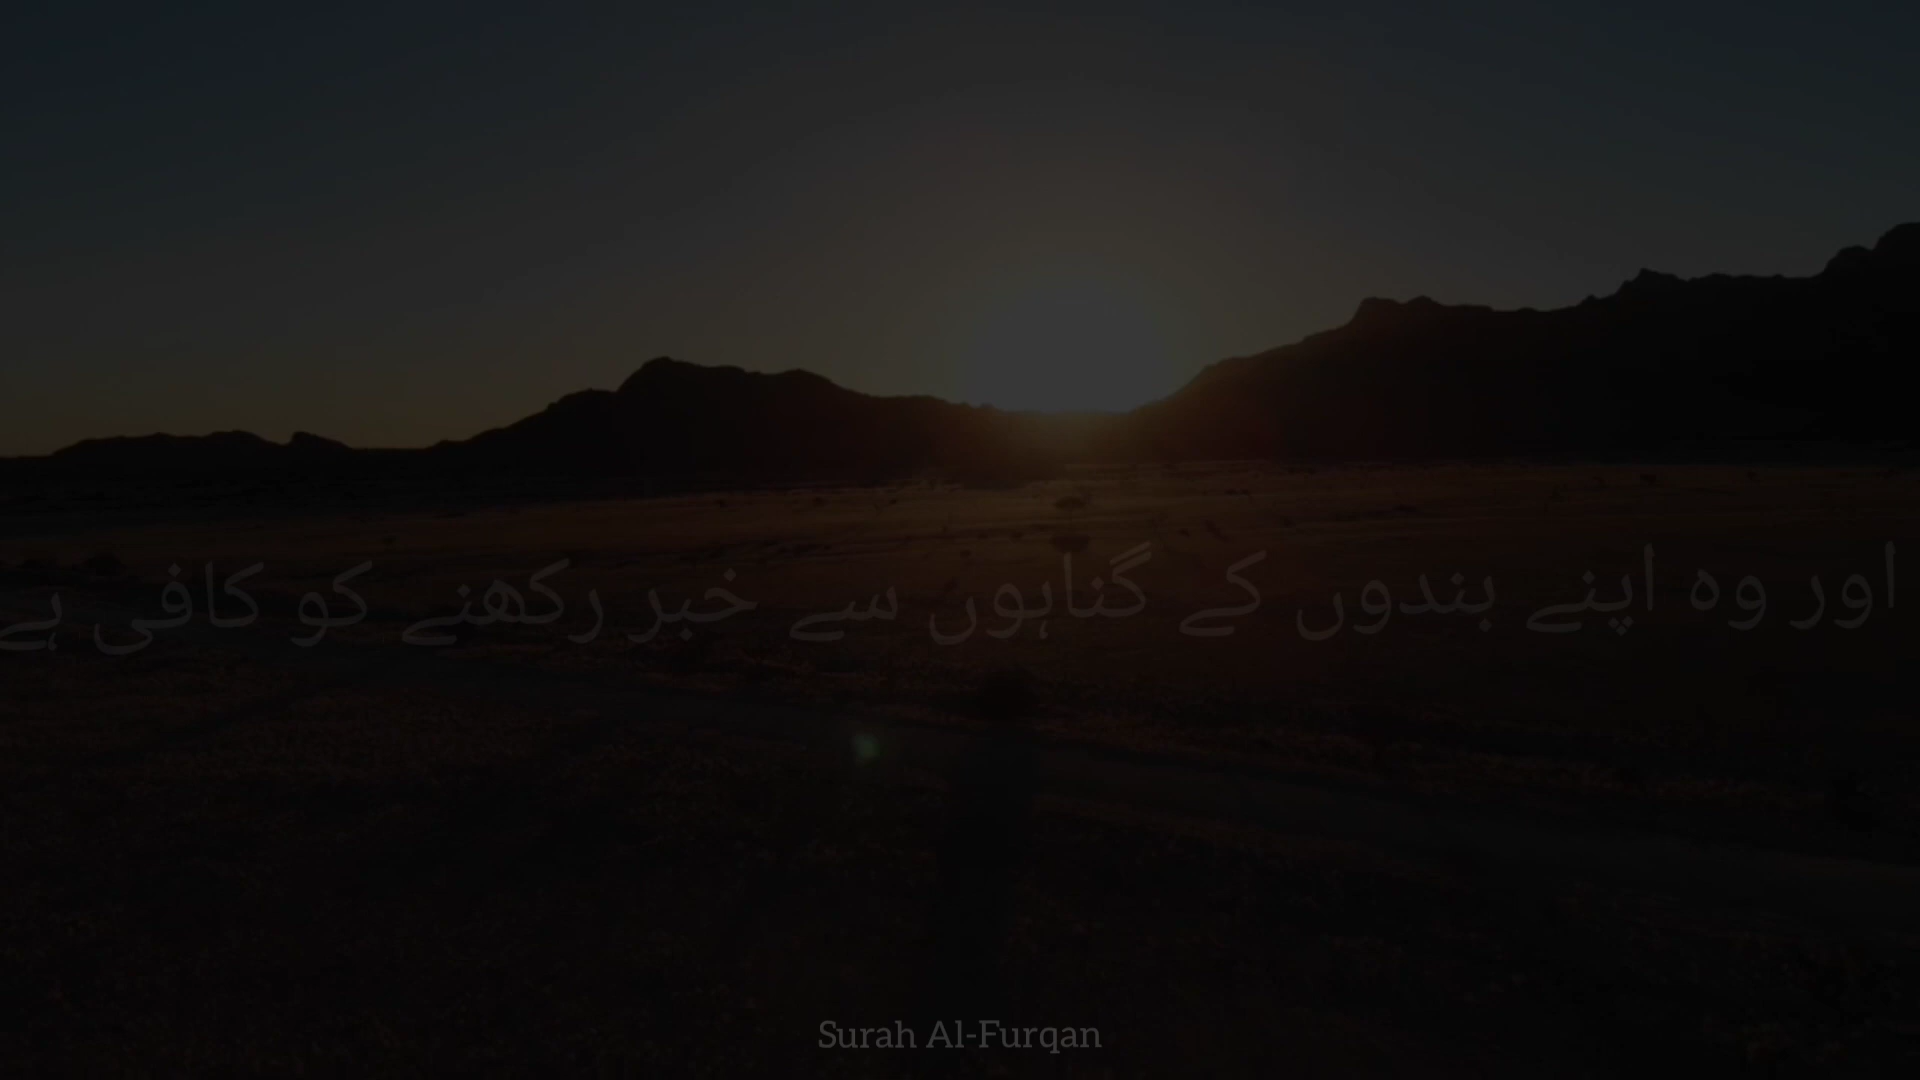 اور وہ اپنے بندوں کے گناہوں سے خبر رکھنے کو کافی ہے
Surah Al-Furqan